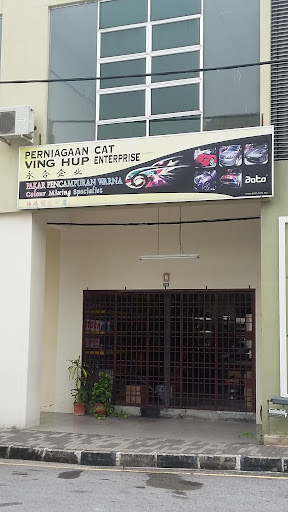 PERNIAGAAN CAT
VING HUP ENTERPRISE
永合企业
PAKAR PENCAMPURAN WARNA
Colour Mixing Specialist